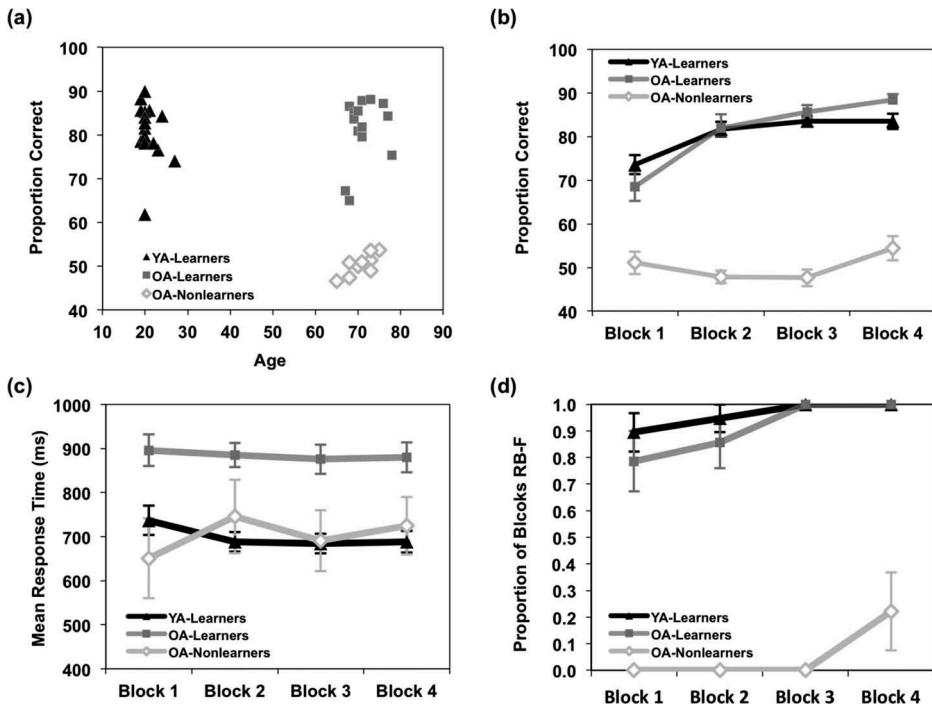 (a)
Proportion Correct
100
90
80
70
60
50
40
YA-Learners
OA-Learners
OA-Nonlearners
10 20 30 40 50 60 70 80 90
Age
(b)
Proportion Correct
100
90
80
70
60
50
40
YA-Learners
OA-Learners
OA-Nonlearners
Block 1 Block 2 Block 3 Block 4
(c)
Mean Response Time (ms)
1000
900
800
700
600
500
400
YA-Learners
OA-Learners
OA-Nonlearners
Block 1 Block 2 Block 3 Block 4
(d)
Proportion of Blcoks RB-F
1.0
0.9
0.8
0.7
0.6
0.5
0.4
0.3
0.2
0.1
0.0
YA-Learners
OA-Learners
OA-Nonlearners
Block 1 Block 2 Block 3 Block 4